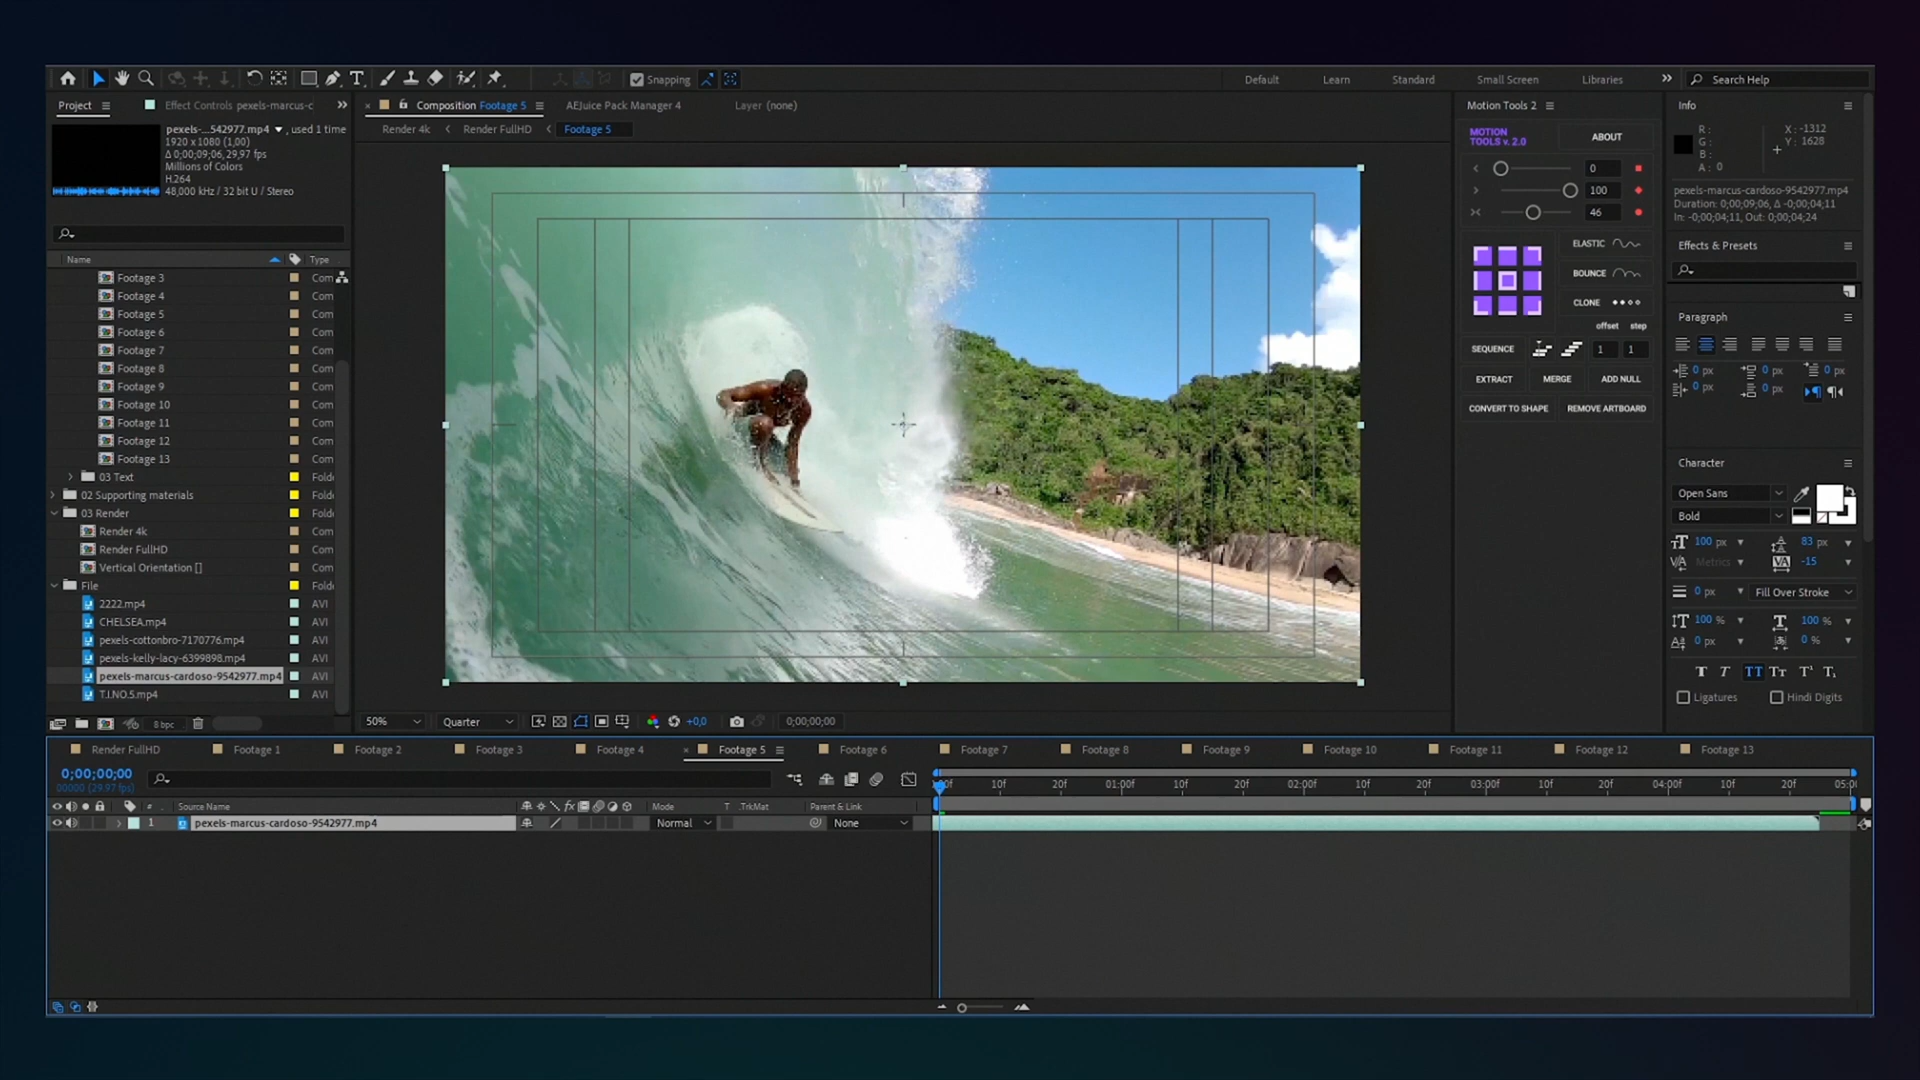 Snapping
Default
Learn
Standard
Small Screen
Libraries
Search Help
Project
Effect Controls pexels-marcus-c
Composition Footage 5
AEJuice Pack Manager 4
Layer (none)
Motion Tools 2
Info
Render 4k
Render FullHD
Footage 5
pexels-...542977.mp4 , used 1 time
1920 x 1080 (1,00)
Δ 0;00;09;06, 29,97 fps
Millions of Colors
H.264
48,000 kHz / 32 bit U / Stereo
MOTION
TOOLS v. 2.0
ABOUT
0
100
46
ELASTIC
BOUNCE
CLONE
offset step
SEQUENCE
1
1
EXTRACT
MERGE
ADD NULL
CONVERT TO SHAPE
REMOVE ARTBOARD
R :
G :
B :
A : 0
X : -1312
Y : 1628
pexels-marcus-cardoso-9542977.mp4
Duration: 0;00;09;06, Δ -0;00;04;11
In: -0;00;04;11, Out: 0;00;04;24
Effects & Presets
Paragraph
0 px
0 px
0 px
0 px
0 px
Character
Open Sans
Bold
100 px
83 px
Metrics
-15
0 px
Fill Over Stroke
100 %
100 %
0 px
0 %
T T TT Tт T¹ T₁
Ligatures
Hindi Digits
Name
Type
Footage 3 Com
Footage 4 Com
Footage 5 Com
Footage 6 Com
Footage 7 Com
Footage 8 Com
Footage 9 Com
Footage 10 Com
Footage 11 Com
Footage 12 Com
Footage 13 Com
03 Text Folde
02 Supporting materials Folde
03 Render Folde
Render 4k Com
Render FullHD Com
Vertical Orientation [] Com
File Folde
2222.mp4 AVI
CHELSEA.mp4 AVI
pexels-cottonbro-7170776.mp4 AVI
pexels-kelly-lacy-6399898.mp4 AVI
pexels-marcus-cardoso-9542977.mp4 AVI
T.I.NO.5.mp4 AVI
8 bpc
50%
Quarter
+0,0
0;00;00;00
Render FullHD
Footage 1
Footage 2
Footage 3
Footage 4
Footage 5
Footage 6
Footage 7
Footage 8
Footage 9
Footage 10
Footage 11
Footage 12
Footage 13
0;00;00;00
00000 (29.97 fps)
10f 20f 01:00f 10f 20f 02:00f 10f 20f 03:00f 10f 20f 04:00f 10f 20f
# Source Name
fx
Mode
T .TrkMat
Parent & Link
1
pexels-marcus-cardoso-9542977.mp4
Normal
None